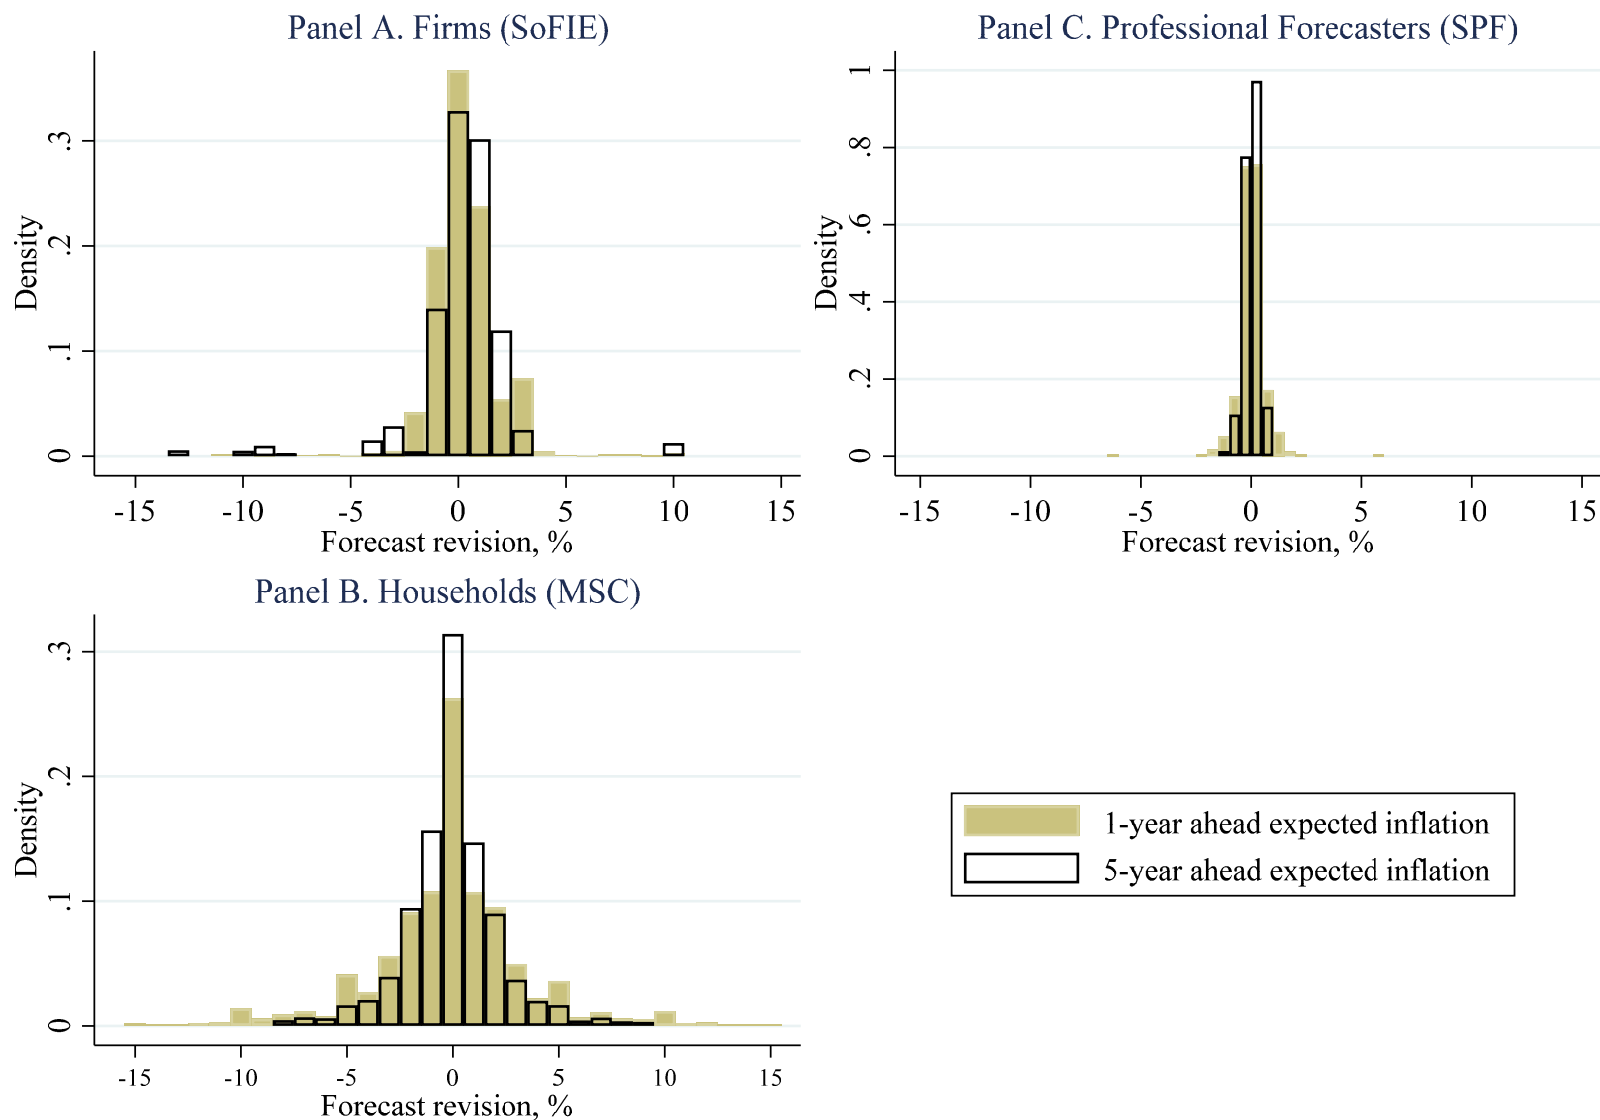 Panel A. Firms (SoFIE)
Density
.3
.2
.1
0
-15 -10 -5 0 5 10 15
Forecast revision, %
Panel C. Professional Forecasters (SPF)
Density
1
.8
.6
.4
.2
0
-15 -10 -5 0 5 10 15
Forecast revision, %
Panel B. Households (MSC)
Density
.3
.2
.1
0
-15 -10 -5 0 5 10 15
Forecast revision, %
1-year ahead expected inflation
5-year ahead expected inflation